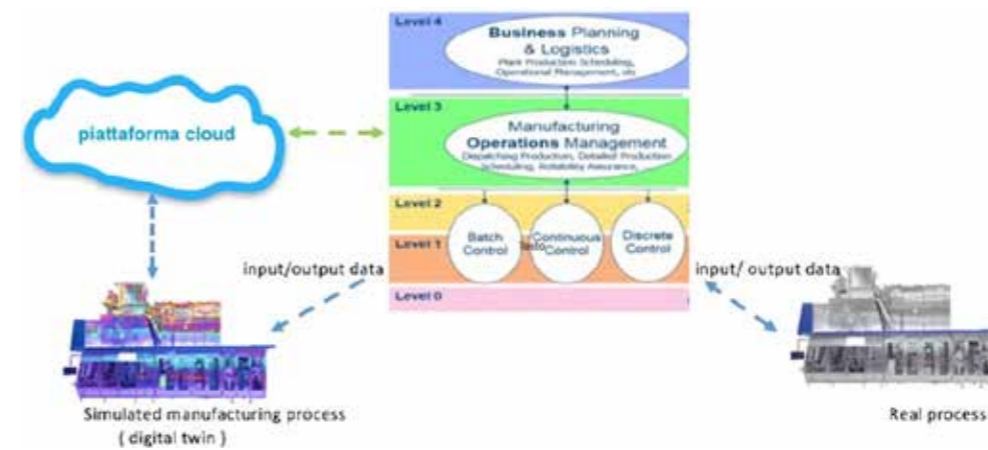 Level 4
Business Planning
& Logistics
Plant Production Scheduling,
Operational Management, etc
Level 3
Manufacturing
Operations Management
Dispatching Production, Detailed Production
Scheduling, Reliability Assurance,
piattaforma cloud
Level 2
Level 1
Batch
Control
Continuous
Control
Discrete
Control
Level 0
input/output data
input/ output data
Simulated manufacturing process
( digital twin )
Real process